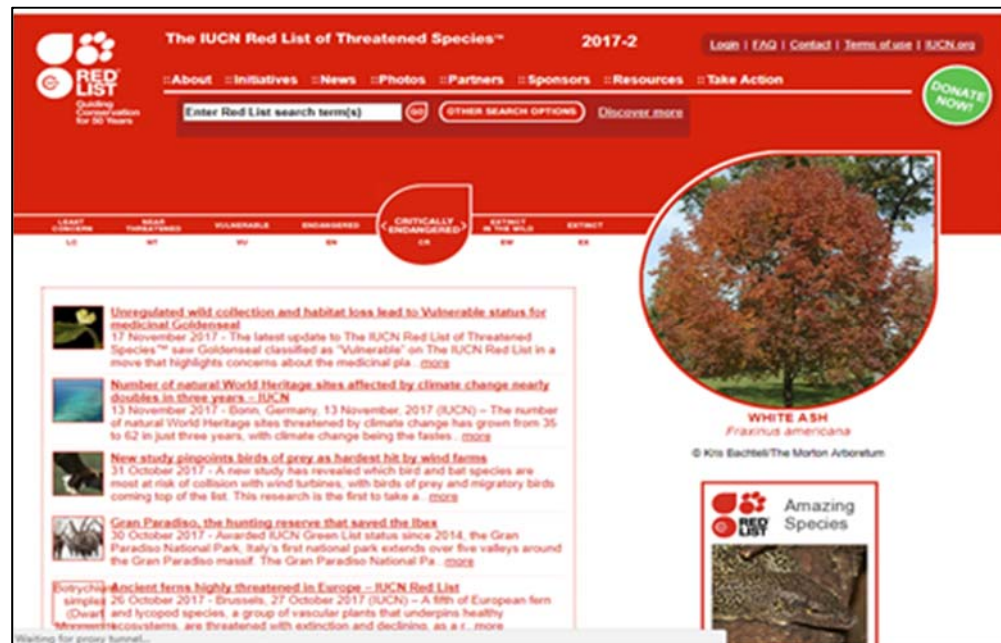 The IUCN Red List of Threatened Species™ 2017-2
Login | FAQ | Contact | Terms of use | IUCN.org
RED LIST
Guiding
Conservation
for 50 Years
::About ::Initiatives ::News ::Photos ::Partners ::Sponsors ::Resources ::Take Action
DONATE
NOW!
Enter Red List search term(s) GO OTHER SEARCH OPTIONS Discover more
LEAST CONCERN NEAR THREATENED VULNERABLE ENDANGERED < CRITICALLY ENDANGERED > EXTINCT IN THE WILD EXTINCT
LC NT VU EN CR EW EX
Unregulated wild collection and habitat loss lead to Vulnerable status for
medicinal Goldenseal
17 November 2017 - The latest update to The IUCN Red List of Threatened
Species™ saw Goldenseal classified as "Vulnerable" on The IUCN Red List in a
move that highlights concerns about the medicinal pla...more
Number of natural World Heritage sites affected by climate change nearly
doubles in three years – IUCN
13 November 2017 - Bonn, Germany, 13 November, 2017 (IUCN) – The number
of natural World Heritage sites threatened by climate change has grown from 35
to 62 in just three years, with climate change being the fastes...more
New study pinpoints birds of prey as hardest hit by wind farms
31 October 2017 - A new study has revealed which bird and bat species are
most at risk of collision with wind turbines, with birds of prey and migratory birds
coming top of the list. This research is the first to take a...more
Gran Paradiso, the hunting reserve that saved the Ibex
30 October 2017 - Awarded IUCN Green List status since 2014, the Gran
Paradiso National Park, Italy's first national park extends over five valleys around
the Gran Paradiso massif. The Gran Paradiso National Pa...more
Ancient ferns highly threatened in Europe – IUCN Red List
26 October 2017 - Brussels, 27 October 2017 (IUCN) – A fifth of European fern
and lycopod species, a group of vascular plants that underpins healthy
ecosystems, are threatened with extinction and declining, as a r...more
simplex
(Dwarf
Waiting for proxy tunnel...
WHITE ASH
Fraxinus americana
© Kris Bachtell/The Morton Arboretum
RED LIST
Amazing
Species